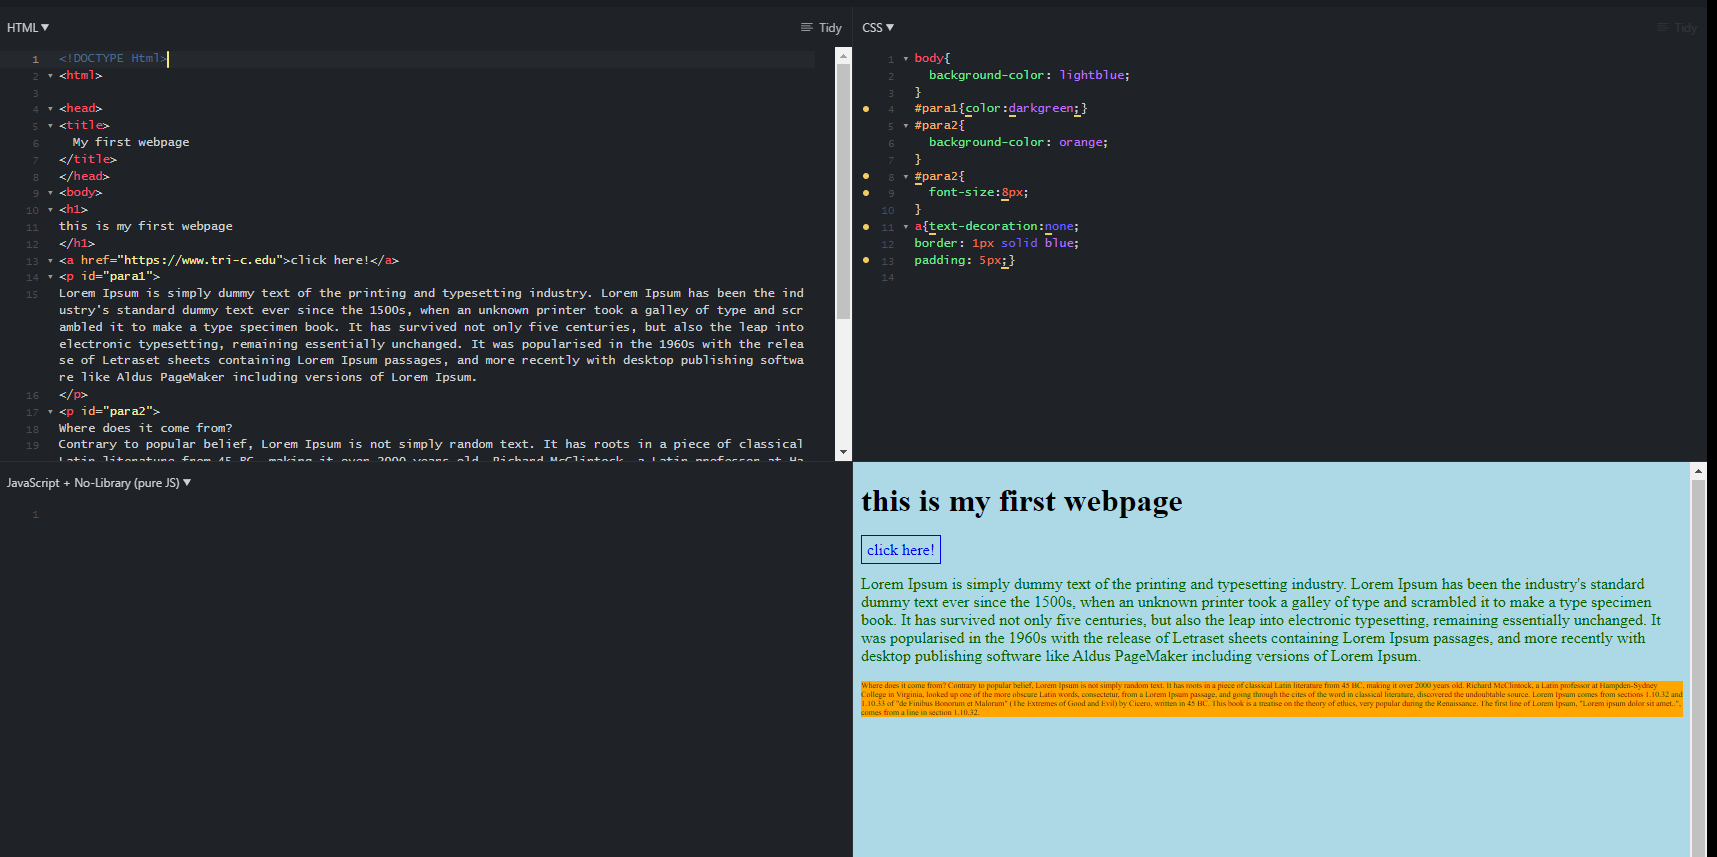 HTML ▼
Tidy
1 <!DOCTYPE Html>
2 <html>
3
4 <head>
5 <title>
6 My first webpage
7 </title>
8 </head>
9 <body>
10 <h1>
11 this is my first webpage
12 </h1>
13 <a href="https://www.tri-c.edu">click here!</a>
14 <p id="para1">
15 Lorem Ipsum is simply dummy text of the printing and typesetting industry. Lorem Ipsum has been the ind
ustry's standard dummy text ever since the 1500s, when an unknown printer took a galley of type and scr
ambled it to make a type specimen book. It has survived not only five centuries, but also the leap into
electronic typesetting, remaining essentially unchanged. It was popularised in the 1960s with the relea
se of Letraset sheets containing Lorem Ipsum passages, and more recently with desktop publishing softwa
re like Aldus PageMaker including versions of Lorem Ipsum.
16 </p>
17 <p id="para2">
18 Where does it come from?
19 Contrary to popular belief, Lorem Ipsum is not simply random text. It has roots in a piece of classical
Latin literature from 45 BC, making it over 2000 years old. Richard McClintock, a Latin professor at Ha
CSS ▼
Tidy
1 body{
2 background-color: lightblue;
3 }
4 #para1{color:darkgreen;}
5 #para2{
6 background-color: orange;
7 }
8 #para2{
9 font-size:8px;
10 }
11 a{text-decoration:none;
12 border: 1px solid blue;
13 padding: 5px;}
14
JavaScript + No-Library (pure JS) ▼
1
this is my first webpage
click here!
Lorem Ipsum is simply dummy text of the printing and typesetting industry. Lorem Ipsum has been the industry's standard
dummy text ever since the 1500s, when an unknown printer took a galley of type and scrambled it to make a type specimen
book. It has survived not only five centuries, but also the leap into electronic typesetting, remaining essentially unchanged. It
was popularised in the 1960s with the release of Letraset sheets containing Lorem Ipsum passages, and more recently with
desktop publishing software like Aldus PageMaker including versions of Lorem Ipsum.
Where does it come from? Contrary to popular belief, Lorem Ipsum is not simply random text. It has roots in a piece of classical Latin literature from 45 BC, making it over 2000 years old. Richard McClintock, a Latin professor at Hampden-Sydney
College in Virginia, looked up one of the more obscure Latin words, consectetur, from a Lorem Ipsum passage, and going through the cites of the word in classical literature, discovered the undoubtable source. Lorem Ipsum comes from sections 1.10.32 and
1.10.33 of "de Finibus Bonorum et Malorum" (The Extremes of Good and Evil) by Cicero, written in 45 BC. This book is a treatise on the theory of ethics, very popular during the Renaissance. The first line of Lorem Ipsum, "Lorem ipsum dolor sit amet..",
comes from a line in section 1.10.32.